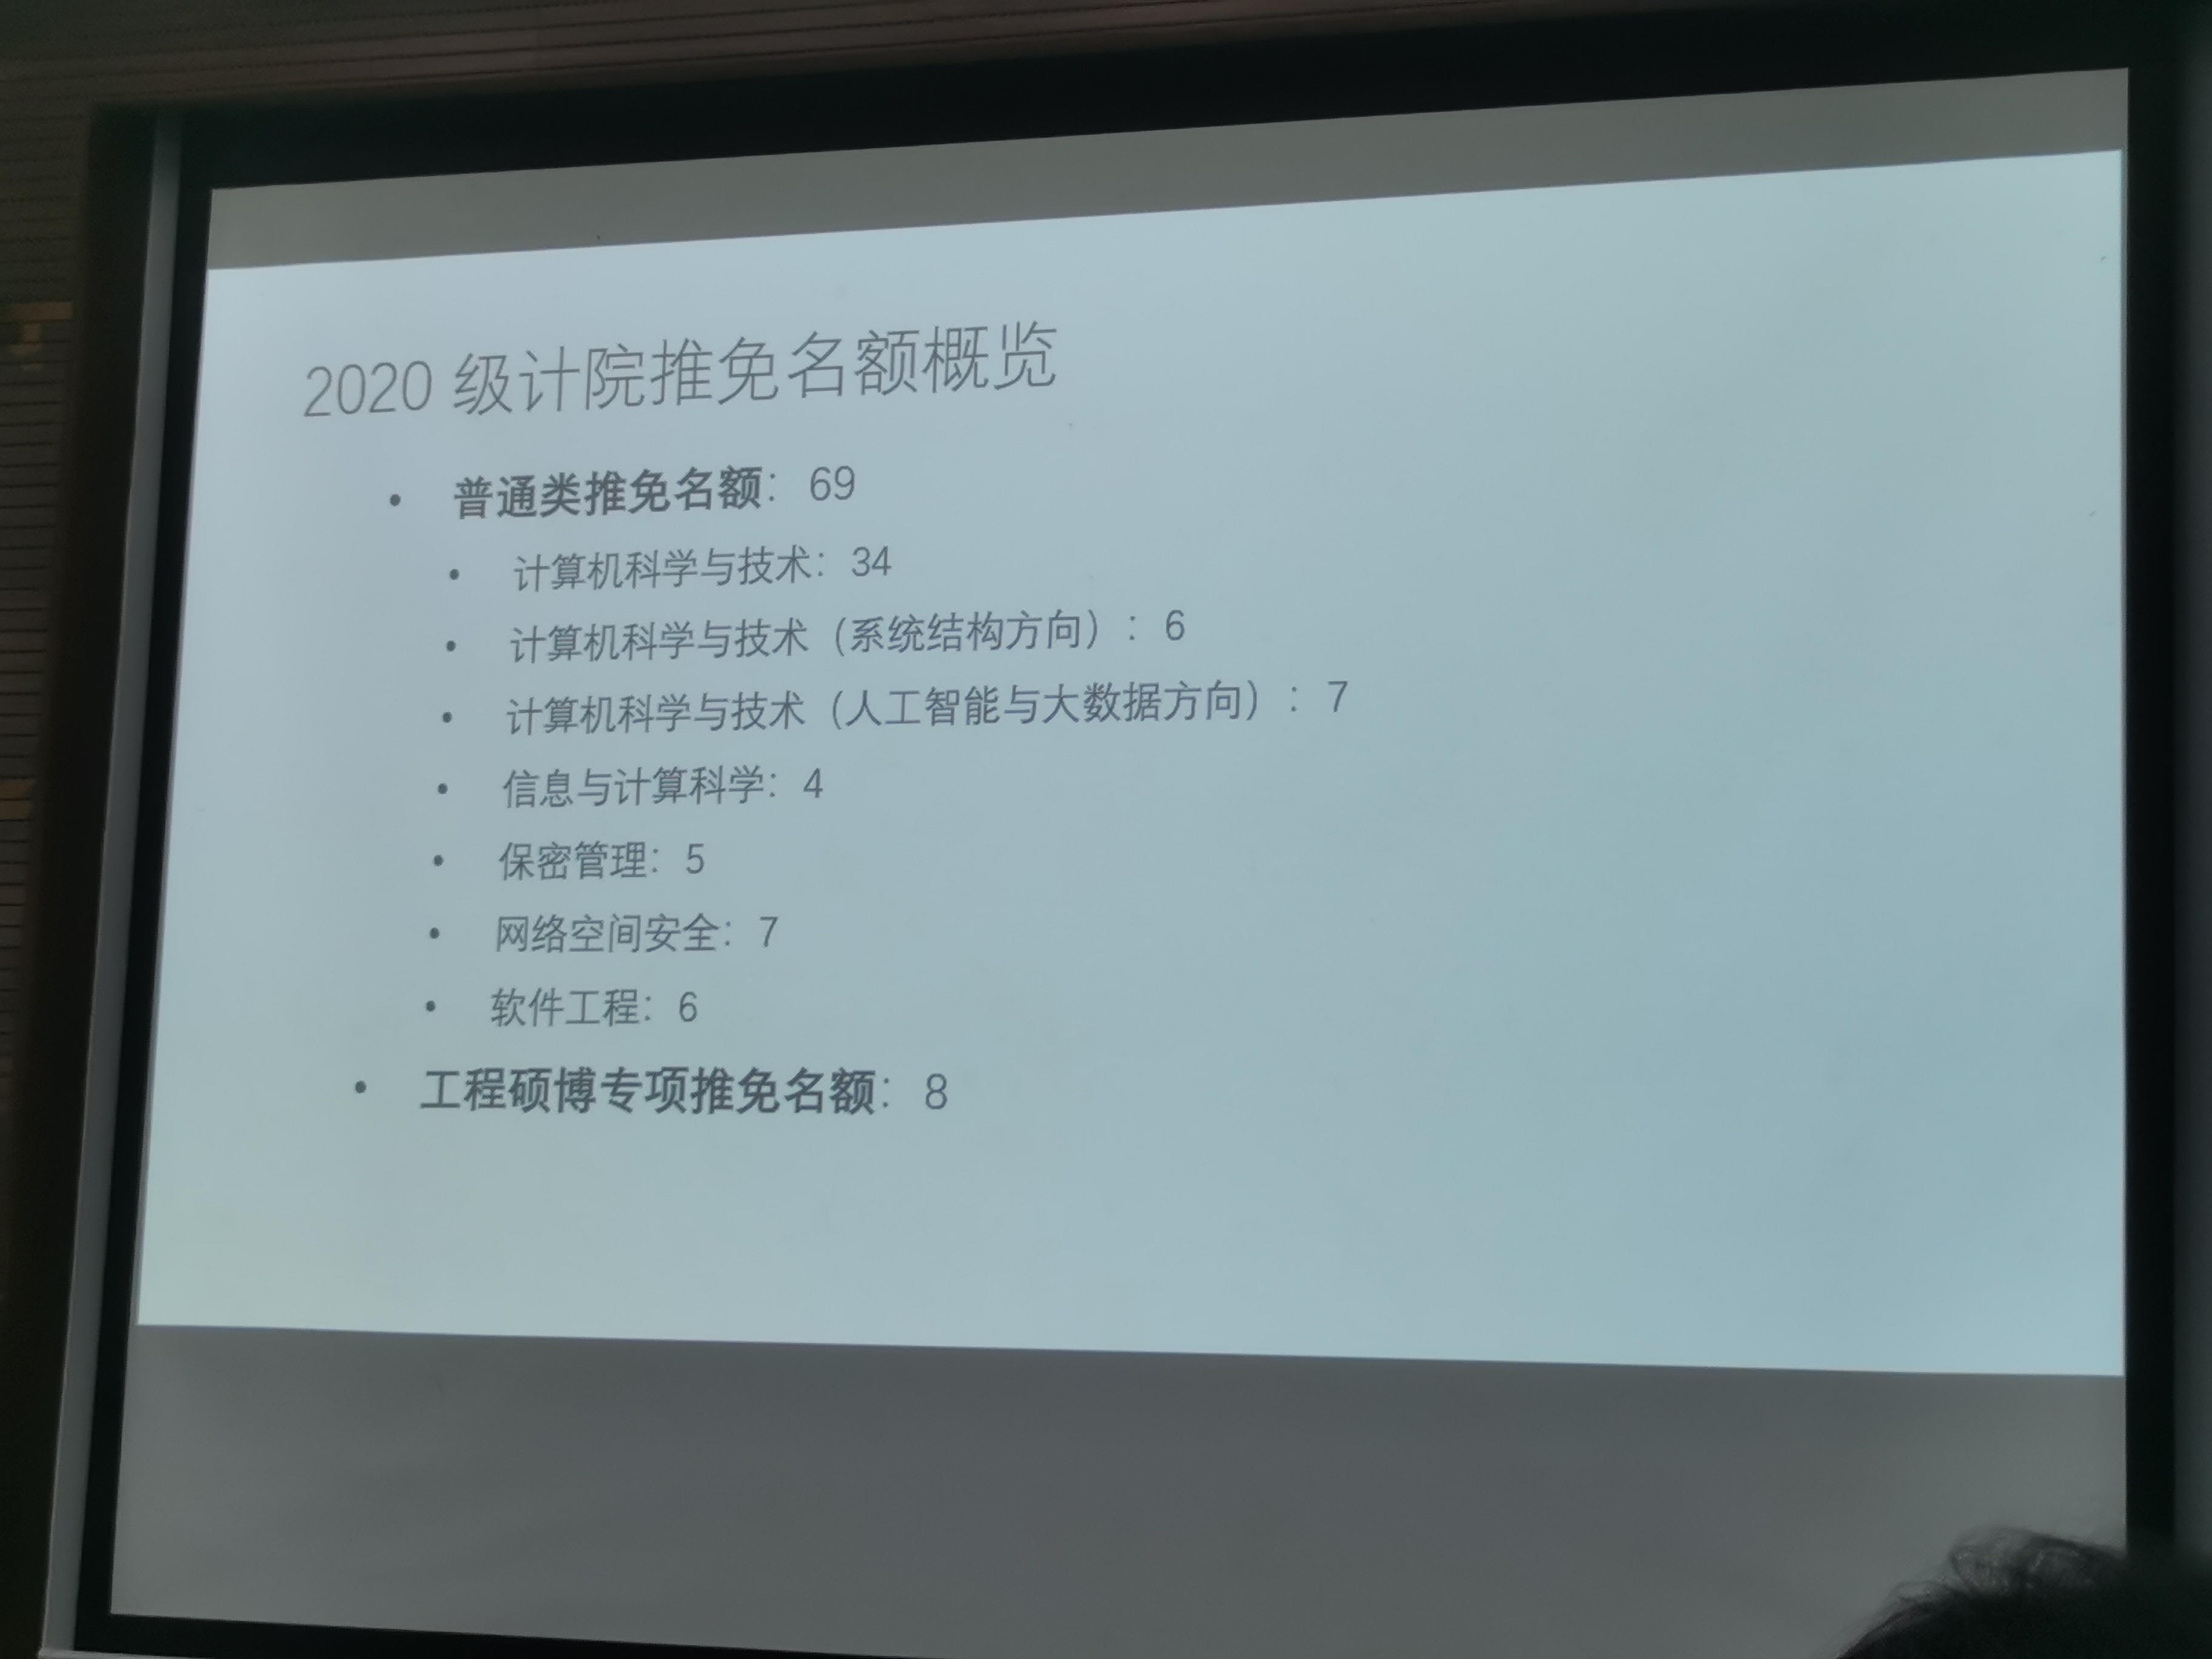 2020 级计院推免名额概览
• 普通类推免名额：69
• 计算机科学与技术：34
• 计算机科学与技术（系统结构方向）：6
• 计算机科学与技术（人工智能与大数据方向）：7
• 信息与计算科学：4
• 保密管理：5
• 网络空间安全：7
• 软件工程：6
• 工程硕博专项推免名额：8